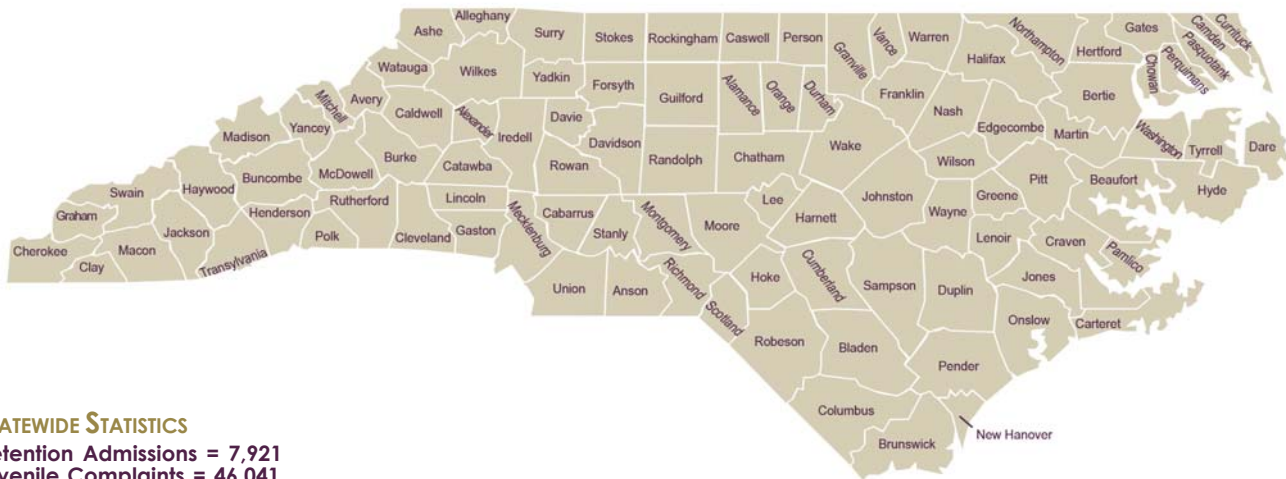 Alleghany
Ashe
Surry
Stokes
Rockingham
Caswell
Person
Granville
Vance
Warren
Northampton
Gates
Camden
Currituck
Pasquotank
Perquimans
Chowan
Hertford
Halifax
Watauga
Wilkes
Yadkin
Forsyth
Guilford
Alamance
Orange
Durham
Franklin
Nash
Bertie
Mitchell
Avery
Caldwell
Alexander
Iredell
Davie
Davidson
Randolph
Chatham
Wake
Edgecombe
Martin
Washington
Tyrrell
Dare
Madison
Yancey
McDowell
Burke
Catawba
Rowan
Wilson
Pitt
Beaufort
Hyde
Swain
Haywood
Buncombe
Rutherford
Lincoln
Lee
Johnston
Greene
Graham
Jackson
Henderson
Polk
Cleveland
Gaston
Mecklenburg
Cabarrus
Stanly
Montgomery
Moore
Harnett
Wayne
Lenoir
Craven
Pamlico
Cherokee
Clay
Macon
Transylvania
Union
Anson
Richmond
Scotland
Hoke
Cumberland
Sampson
Duplin
Jones
Onslow
Carteret
Robeson
Bladen
Pender
Columbus
Brunswick
New Hanover
ATEWIDE STATISTICS
etention Admissions = 7,921
venile Complaints = 46,041